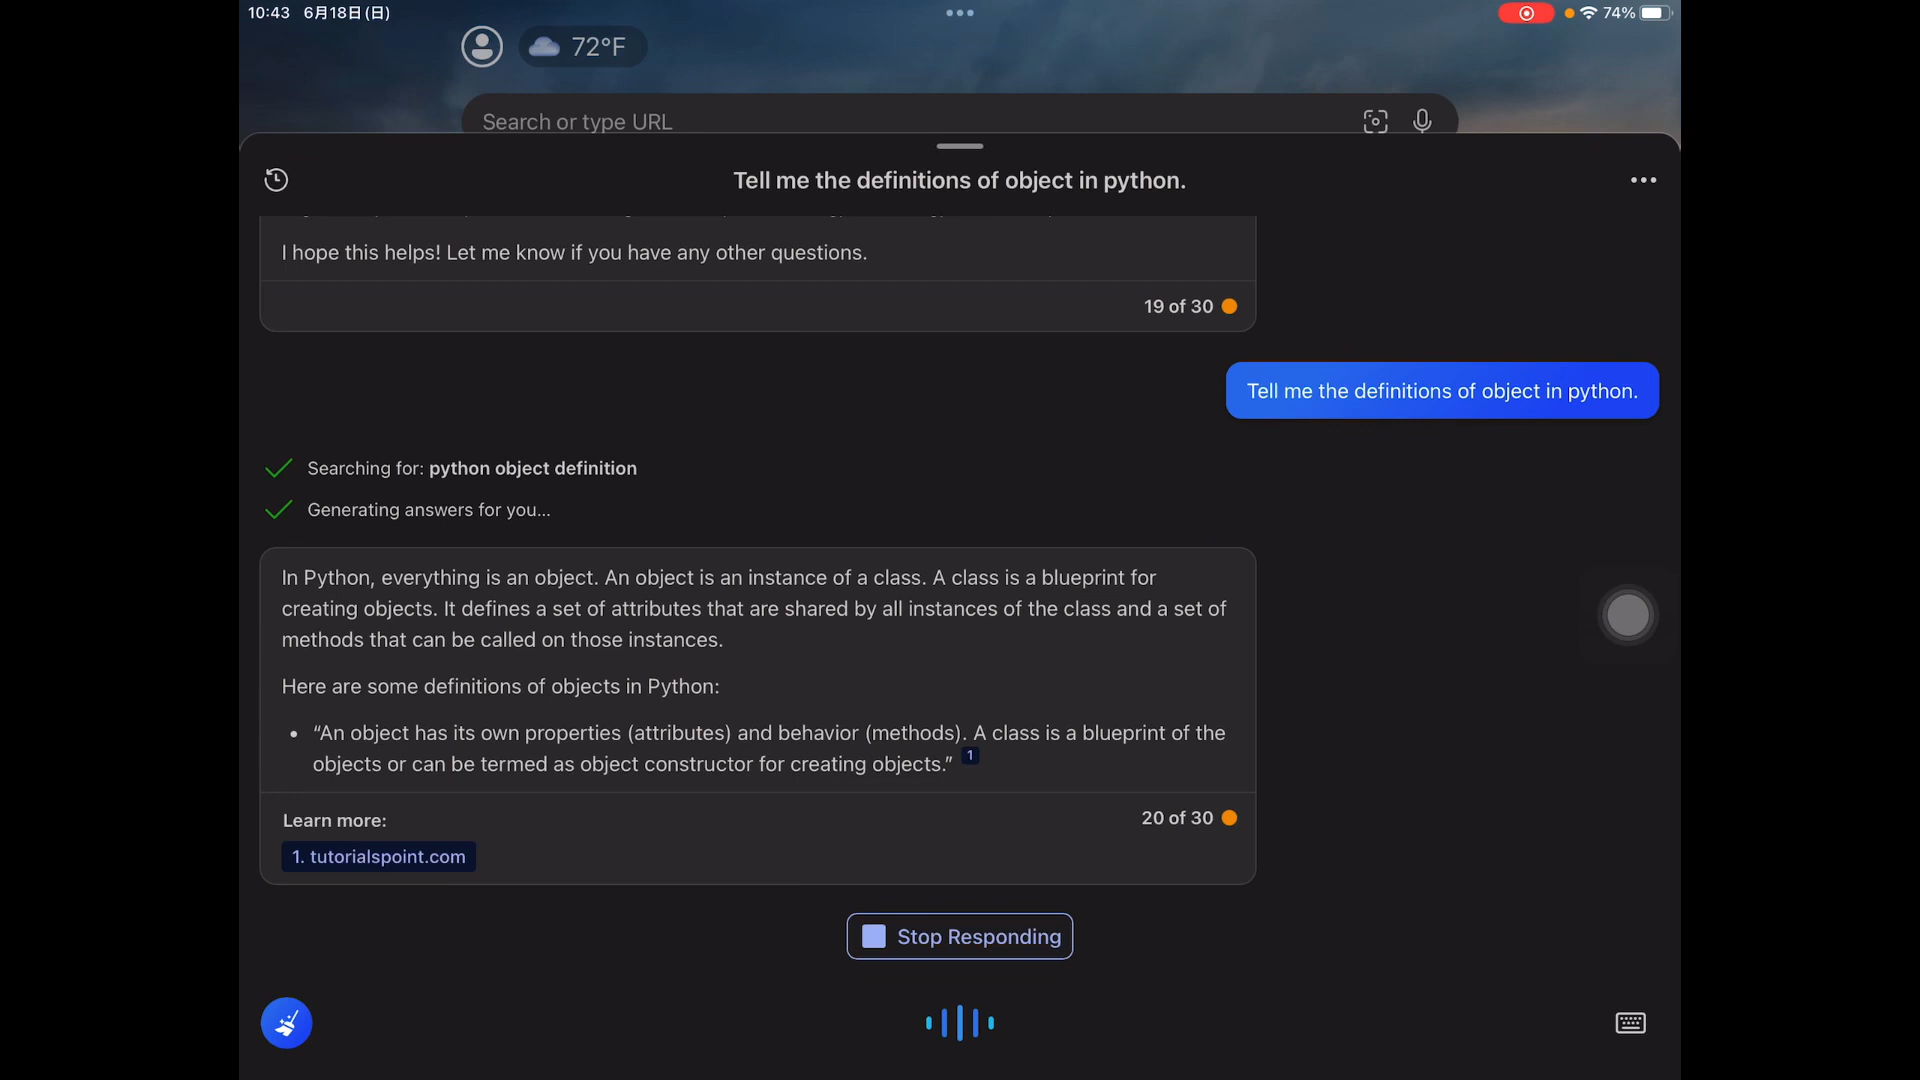 10:43 6月18日(日)
74%
72°F
Search or type URL
Tell me the definitions of object in python.
I hope this helps! Let me know if you have any other questions.
19 of 30
Tell me the definitions of object in python.
Searching for: python object definition
Generating answers for you...
In Python, everything is an object. An object is an instance of a class. A class is a blueprint for
creating objects. It defines a set of attributes that are shared by all instances of the class and a set of
methods that can be called on those instances.
Here are some definitions of objects in Python:
• “An object has its own properties (attributes) and behavior (methods). A class is a blueprint of the
objects or can be termed as object constructor for creating objects.” 1
Learn more:
20 of 30
1. tutorialspoint.com
Stop Responding